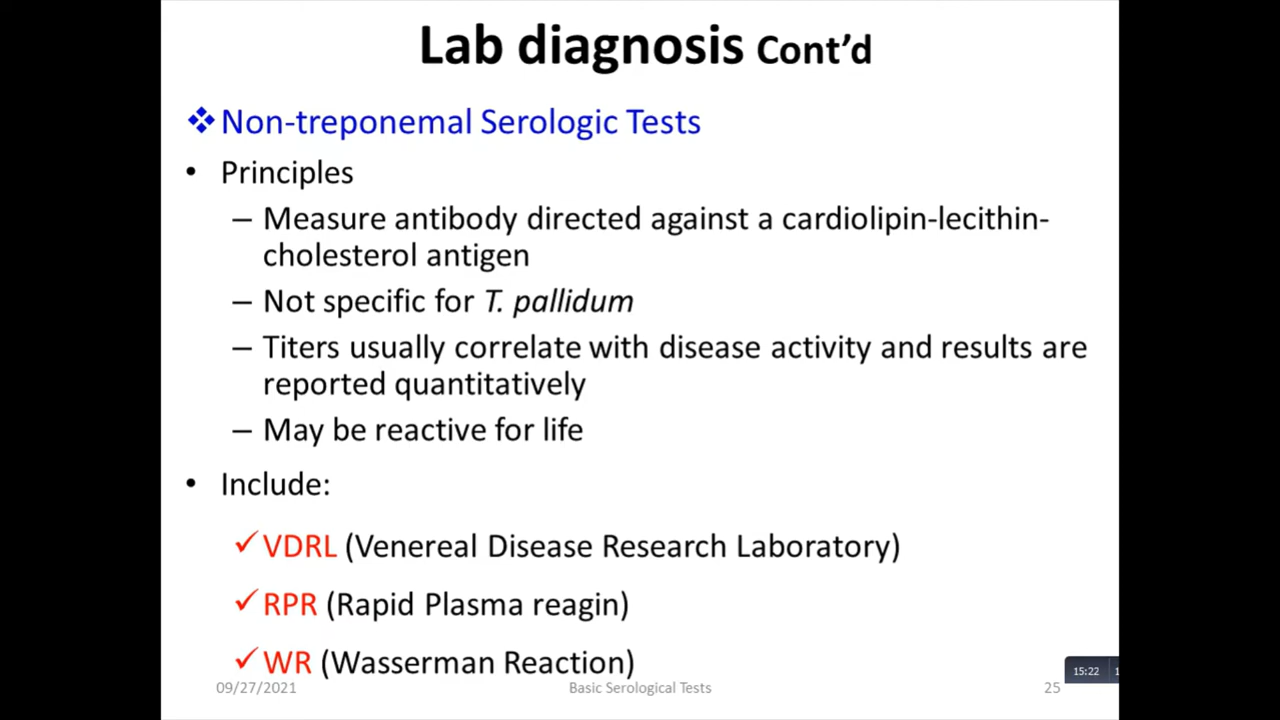 Lab diagnosis Cont’d
❖Non-treponemal Serologic Tests
• Principles
– Measure antibody directed against a cardiolipin-lecithin-
cholesterol antigen
– Not specific for T. pallidum
– Titers usually correlate with disease activity and results are
reported quantitatively
– May be reactive for life
• Include:
✓VDRL (Venereal Disease Research Laboratory)
✓RPR (Rapid Plasma reagin)
✓WR (Wasserman Reaction)
09/27/2021 Basic Serological Tests 25
15:22